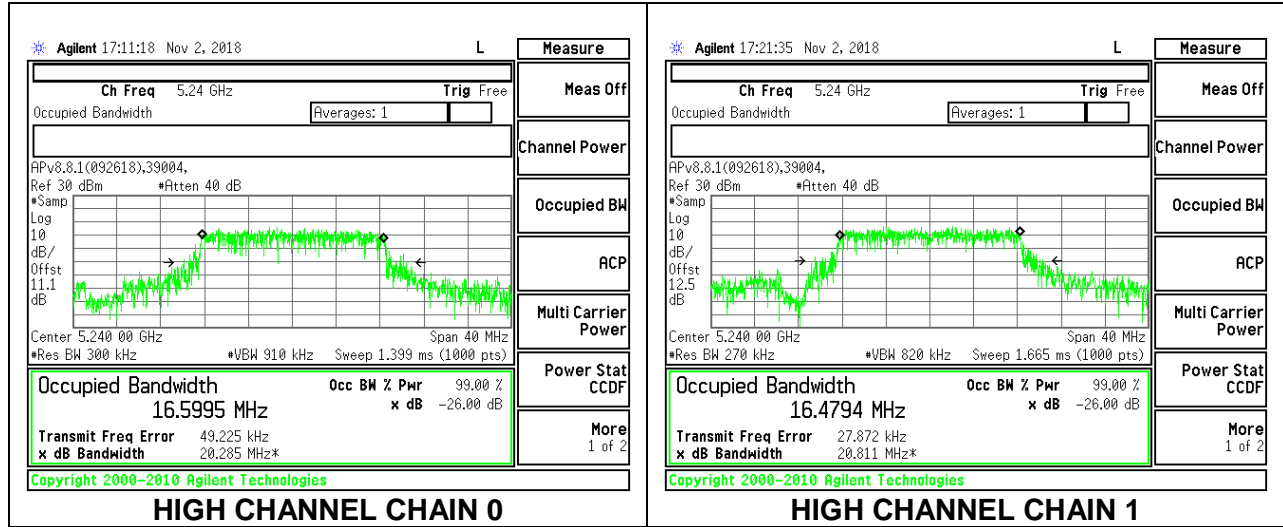 Agilent 17:11:18 Nov 2, 2018 L
Measure
Ch Freq 5.24 GHz Trig Free
Occupied Bandwidth Averages: 1
APv8.8.1(092618),39004,
Ref 30 dBm #Atten 40 dB
#Samp
Log
10
dB/
Offst
11.1
dB
Center 5.240 00 GHz Span 40 MHz
#Res BW 300 kHz #VBW 910 kHz Sweep 1.399 ms (1000 pts)
Occupied Bandwidth Occ BW % Pwr 99.00 %
16.5995 MHz x dB -26.00 dB
Transmit Freq Error 49.225 kHz
x dB Bandwidth 20.285 MHz*
Meas Off
Channel Power
Occupied BW
ACP
Multi Carrier
Power
Power Stat
CCDF
More
1 of 2
Copyright 2000-2010 Agilent Technologies
HIGH CHANNEL CHAIN 0
Agilent 17:21:35 Nov 2, 2018 L
Measure
Ch Freq 5.24 GHz Trig Free
Occupied Bandwidth Averages: 1
APv8.8.1(092618),39004,
Ref 30 dBm #Atten 40 dB
#Samp
Log
10
dB/
Offst
12.5
dB
Center 5.240 00 GHz Span 40 MHz
#Res BW 270 kHz #VBW 820 kHz Sweep 1.665 ms (1000 pts)
Occupied Bandwidth Occ BW % Pwr 99.00 %
16.4794 MHz x dB -26.00 dB
Transmit Freq Error 27.872 kHz
x dB Bandwidth 20.811 MHz*
Meas Off
Channel Power
Occupied BW
ACP
Multi Carrier
Power
Power Stat
CCDF
More
1 of 2
Copyright 2000-2010 Agilent Technologies
HIGH CHANNEL CHAIN 1